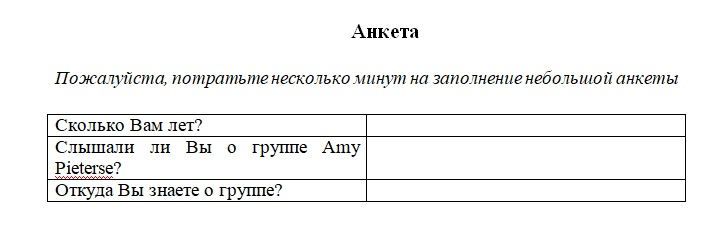 Анкета
Пожалуйста, потратьте несколько минут на заполнение небольшой анкеты
Сколько Вам лет?
Слышали ли Вы о группе Amy
Pieterse?
Откуда Вы знаете о группе?